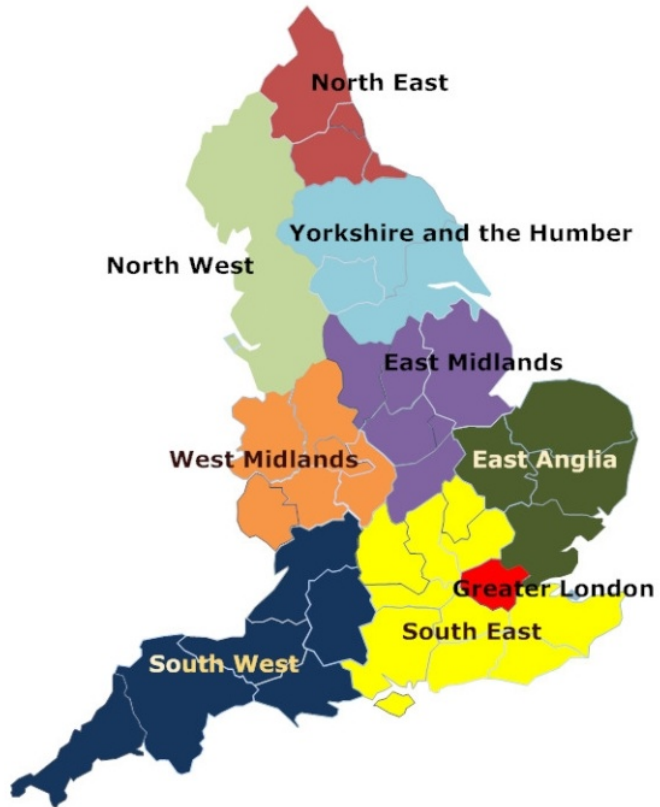 North East
Yorkshire and the Humber
North West
East Midlands
West Midlands
East Anglia
Greater London
South East
South West